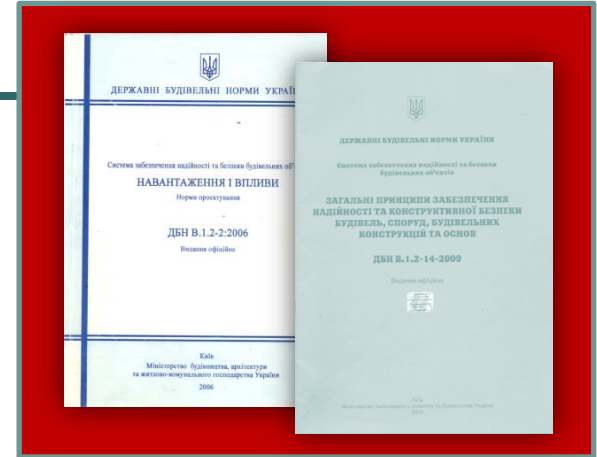 ДЕРЖАВНІ БУДІВЕЛЬНІ НОРМИ
Система забезпечення надійності та безпеки будівельних
НАВАНТАЖЕННЯ І ВПЛИВИ
Норми проектування
ДБН В.1.2-2:2006
Видання офіційне
Київ
Міністерство будівництва, архітектури
та житлово-комунального господарства України
2006
ДЕРЖАВНІ БУДІВЕЛЬНІ НОРМИ УКРАЇНИ
Система забезпечення надійності та безпеки
будівельних об'єктів
ЗАГАЛЬНІ ПРИНЦИПИ ЗАБЕЗПЕЧЕННЯ
НАДІЙНОСТІ ТА КОНСТРУКТИВНОЇ БЕЗПЕКИ
БУДІВЕЛЬ, СПОРУД, БУДІВЕЛЬНИХ
КОНСТРУКЦІЙ ТА ОСНОВ
ДБН В.1.2-14-2009
Видання офіційне
Київ